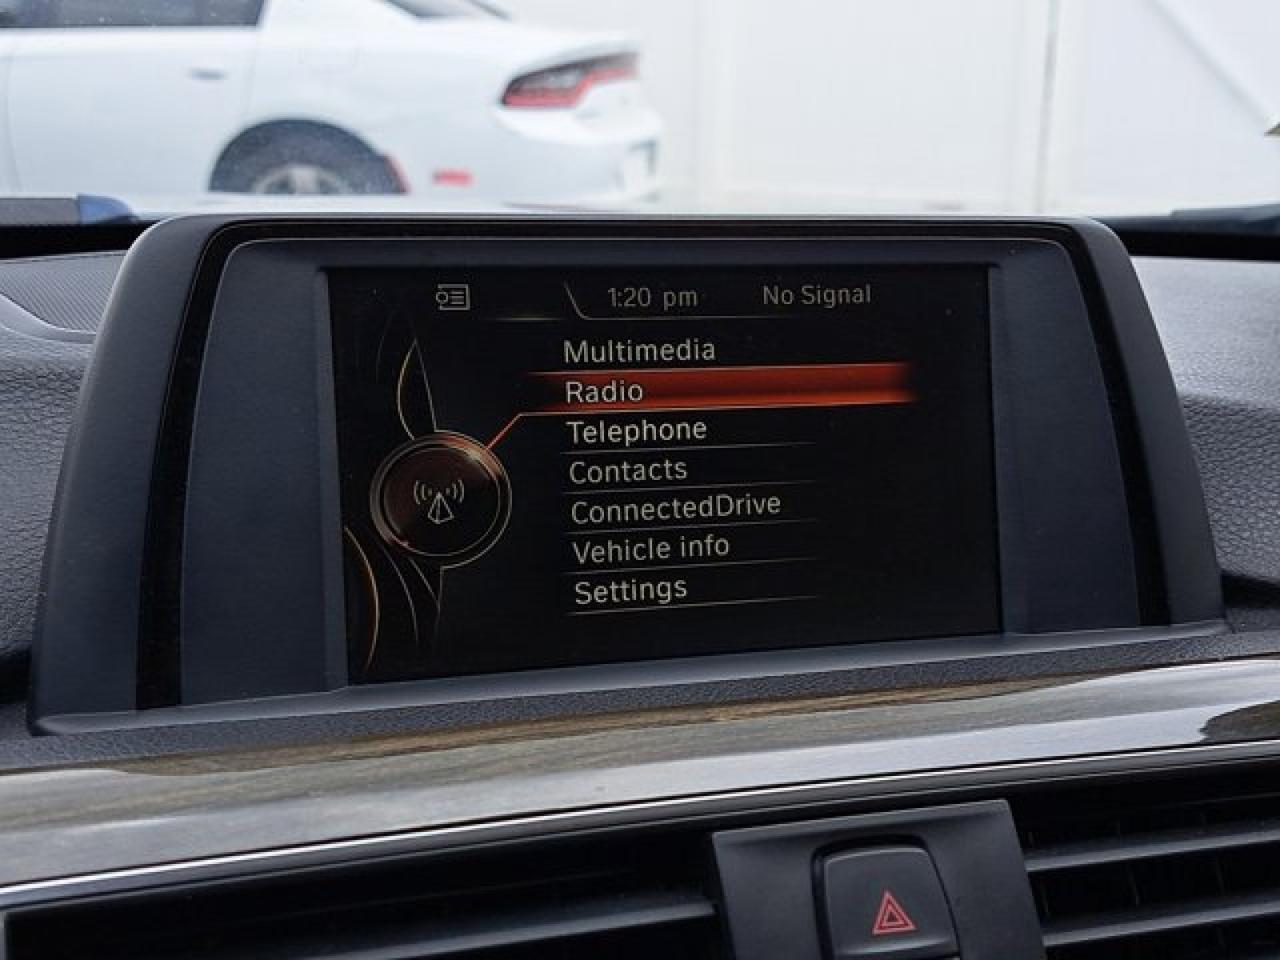 1:20 pm No Signal
Multimedia
Radio
Telephone
Contacts
ConnectedDrive
Vehicle info
Settings